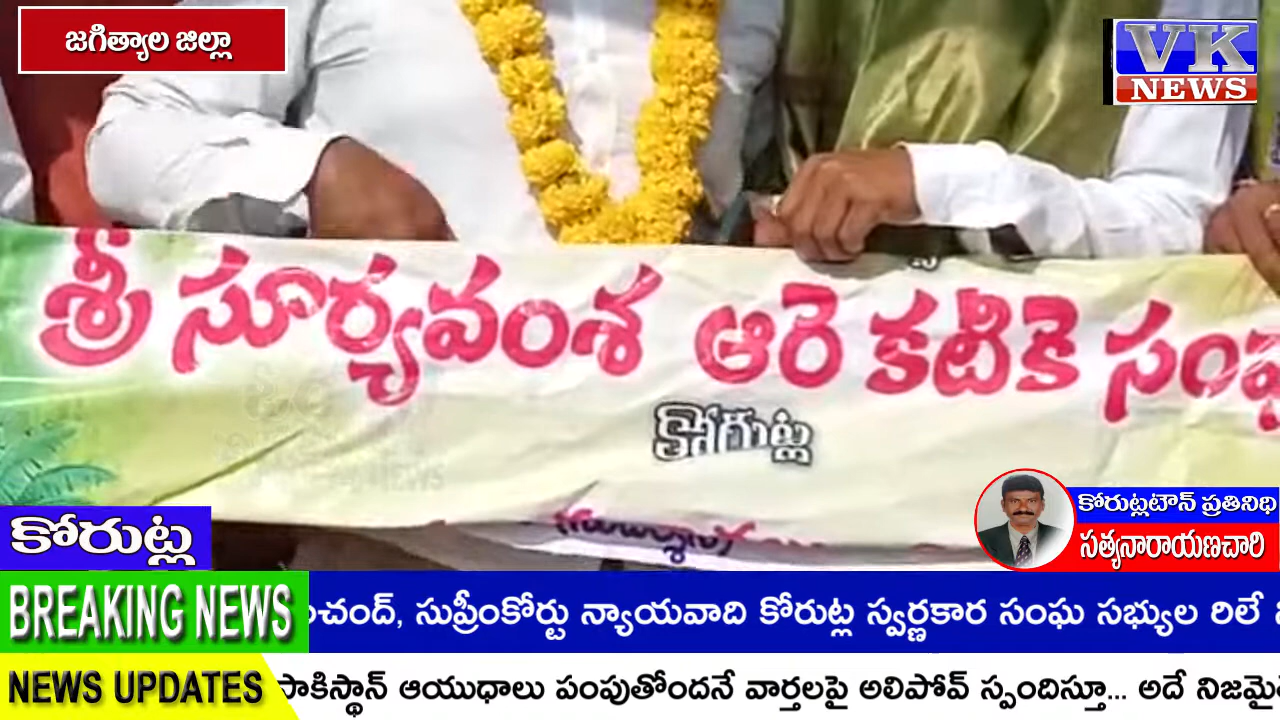 జగిత్యాల జిల్లా
VK
NEWS
శ్రీ సూర్యవంశ ఆరె కటికె సంఘ
కోరుట్ల
కోరుట్లటౌన్ ప్రతినిధి
సత్యనారాయణచారి
కోరుట్ల
BREAKING NEWS
చంద్, సుప్రీంకోర్టు న్యాయవాది కోరుట్ల స్వర్ణకార సంఘ సభ్యుల రిలే
NEWS UPDATES
పాకిస్థాన్ ఆయుధాలు పంపుతోందనే వార్తలపై అలిపోవ్ స్పందిస్తూ... అదే నిజమైతే